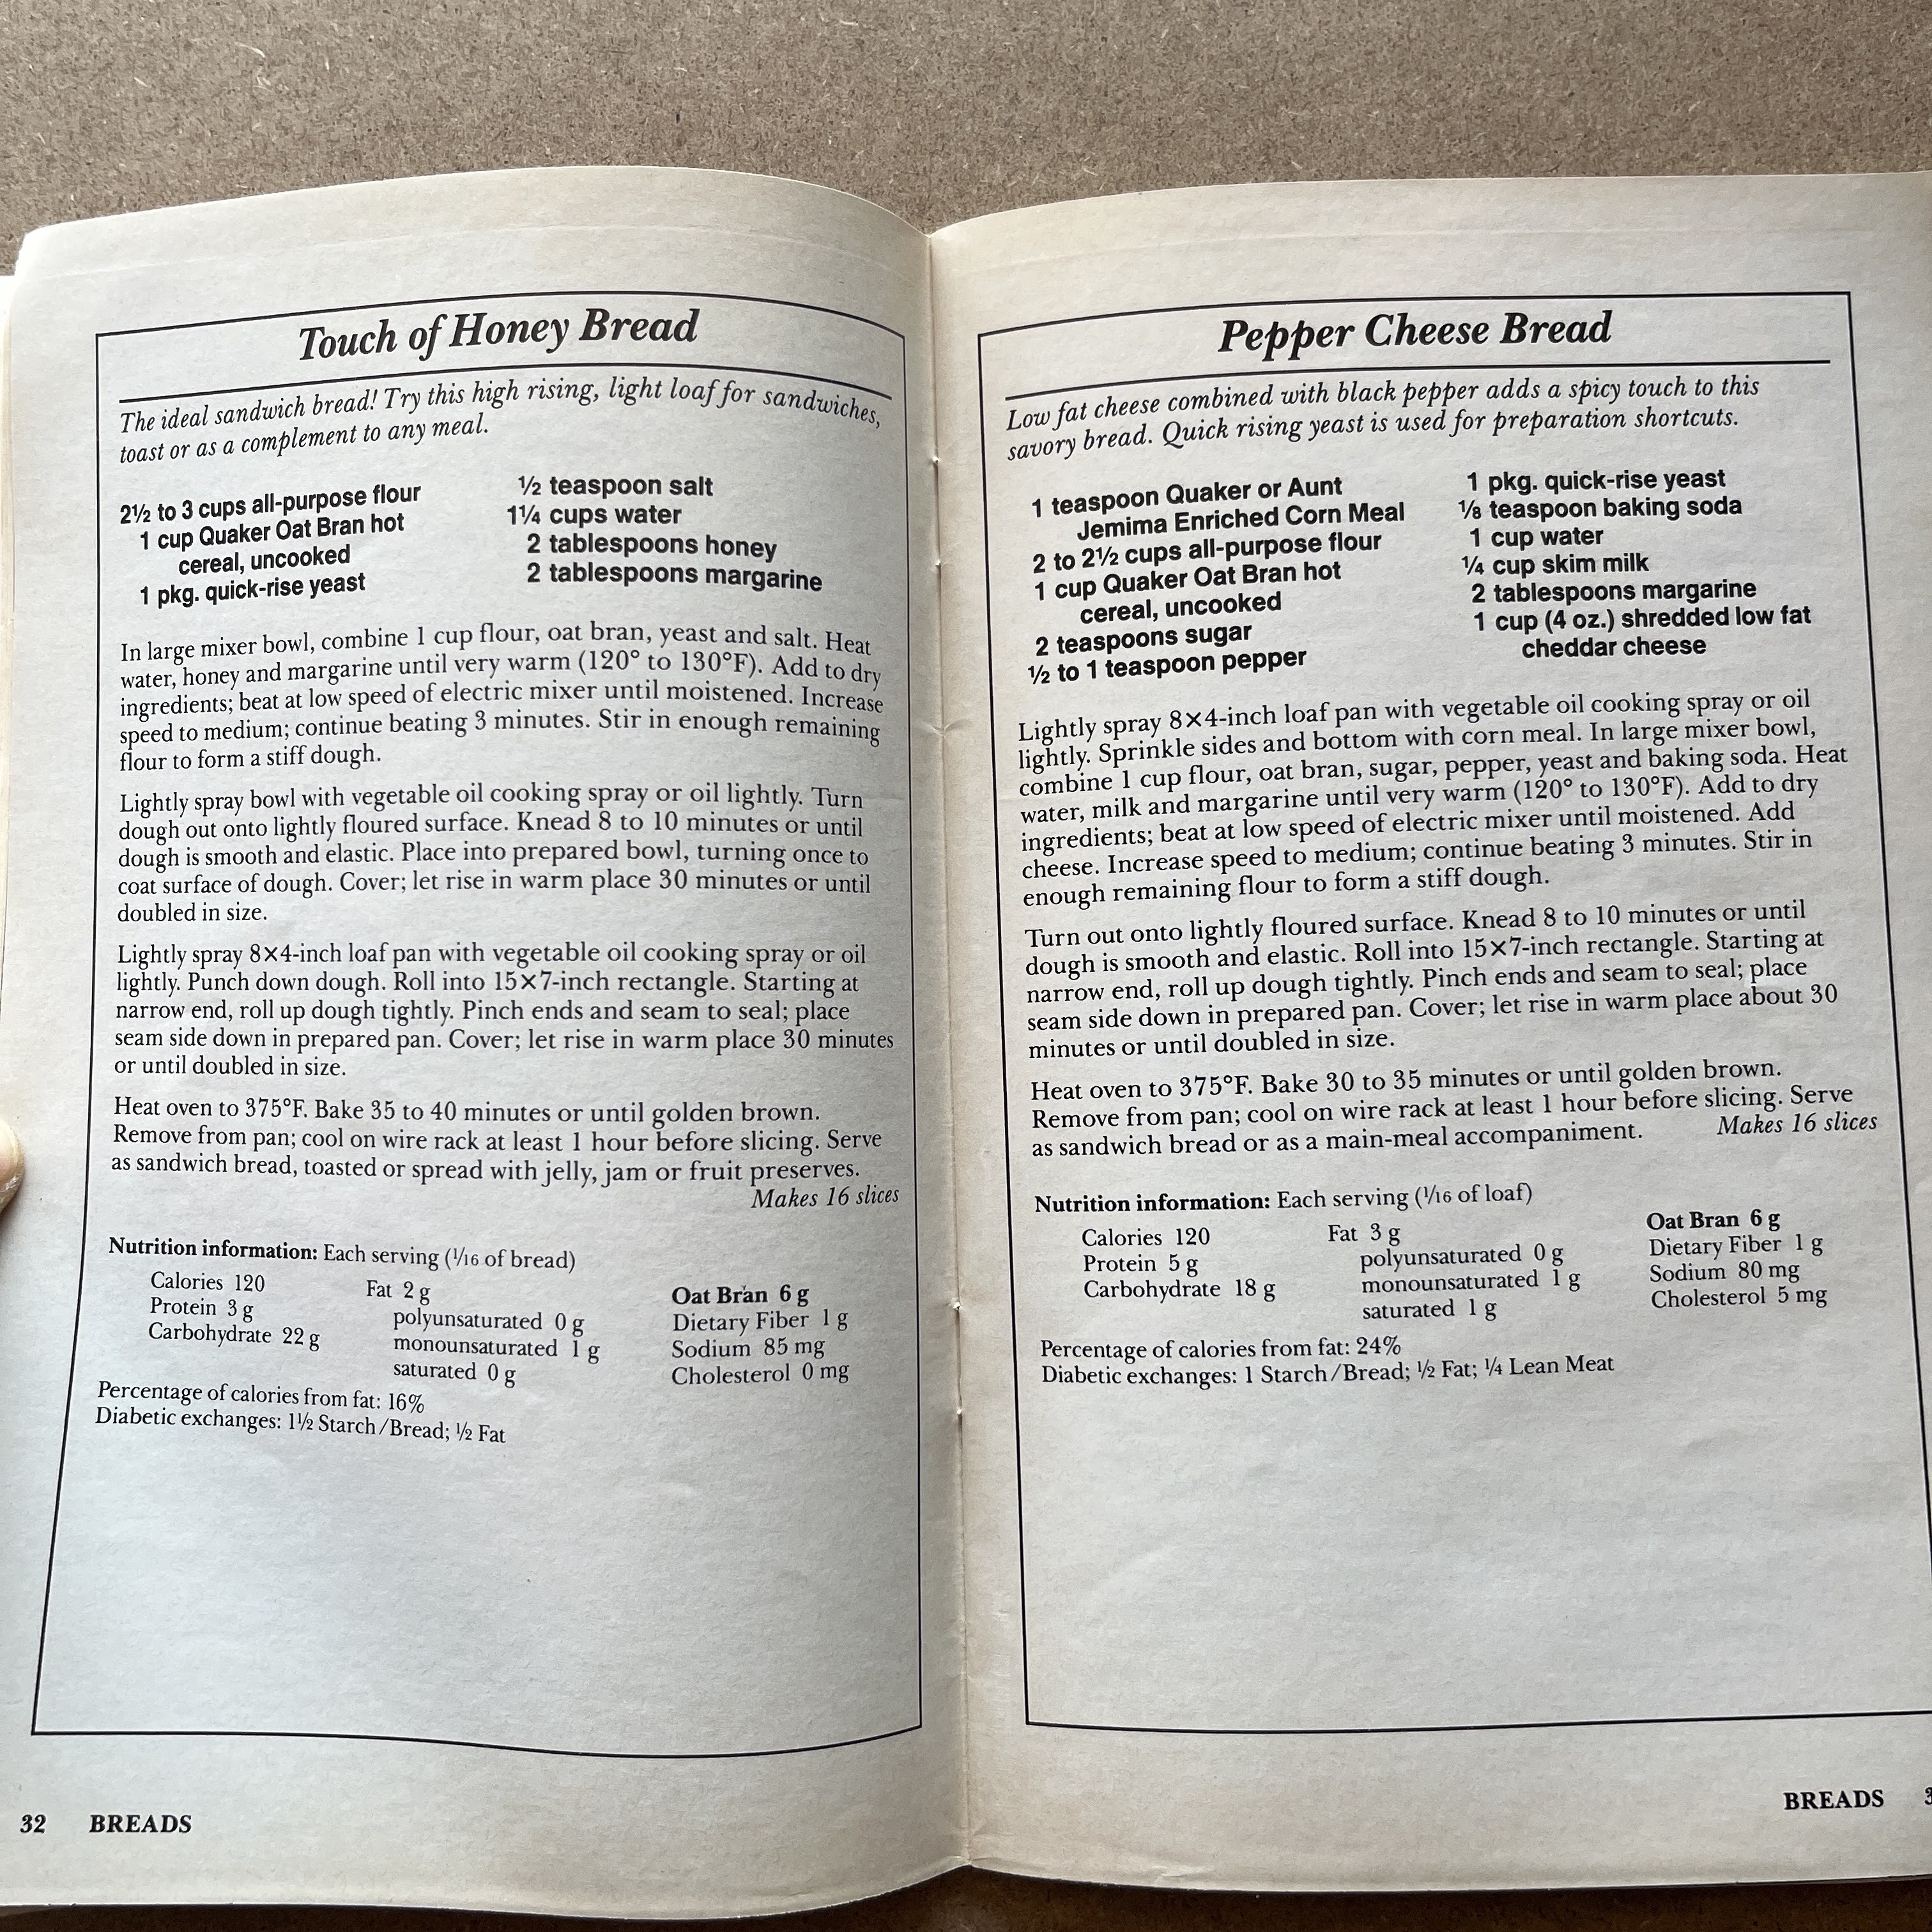 Touch of Honey Bread
The ideal sandwich bread! Try this high rising, light loaf for sandwiches,
toast or as a complement to any meal.
2½ to 3 cups all-purpose flour
1 cup Quaker Oat Bran hot
cereal, uncooked
1 pkg. quick-rise yeast
½ teaspoon salt
1¼ cups water
2 tablespoons honey
2 tablespoons margarine
In large mixer bowl, combine 1 cup flour, oat bran, yeast and salt. Heat
water, honey and margarine until very warm (120° to 130°F). Add to dry
ingredients; beat at low speed of electric mixer until moistened. Increase
speed to medium; continue beating 3 minutes. Stir in enough remaining
flour to form a stiff dough.
Lightly spray bowl with vegetable oil cooking spray or oil lightly. Turn
dough out onto lightly floured surface. Knead 8 to 10 minutes or until
dough is smooth and elastic. Place into prepared bowl, turning once to
coat surface of dough. Cover; let rise in warm place 30 minutes or until
doubled in size.
Lightly spray 8×4-inch loaf pan with vegetable oil cooking spray or oil
lightly. Punch down dough. Roll into 15×7-inch rectangle. Starting at
narrow end, roll up dough tightly. Pinch ends and seam to seal; place
seam side down in prepared pan. Cover; let rise in warm place 30 minutes
or until doubled in size.
Heat oven to 375°F. Bake 35 to 40 minutes or until golden brown.
Remove from pan; cool on wire rack at least 1 hour before slicing. Serve
as sandwich bread, toasted or spread with jelly, jam or fruit preserves.
Makes 16 slices
Nutrition information: Each serving (1/16 of bread)
Calories 120
Protein 3 g
Carbohydrate 22 g
Fat 2 g
polyunsaturated 0 g
monounsaturated 1 g
saturated 0 g
Oat Bran 6 g
Dietary Fiber 1 g
Sodium 85 mg
Cholesterol 0 mg
Percentage of calories from fat: 16%
Diabetic exchanges: 1½ Starch/Bread; ½ Fat
32 BREADS
Pepper Cheese Bread
Low fat cheese combined with black pepper adds a spicy touch to this
savory bread. Quick rising yeast is used for preparation shortcuts.
1 teaspoon Quaker or Aunt
Jemima Enriched Corn Meal
2 to 2½ cups all-purpose flour
1 cup Quaker Oat Bran hot
cereal, uncooked
2 teaspoons sugar
½ to 1 teaspoon pepper
1 pkg. quick-rise yeast
⅛ teaspoon baking soda
1 cup water
¼ cup skim milk
2 tablespoons margarine
1 cup (4 oz.) shredded low fat
cheddar cheese
Lightly spray 8×4-inch loaf pan with vegetable oil cooking spray or oil
lightly. Sprinkle sides and bottom with corn meal. In large mixer bowl,
combine 1 cup flour, oat bran, sugar, pepper, yeast and baking soda. Heat
water, milk and margarine until very warm (120° to 130°F). Add to dry
ingredients; beat at low speed of electric mixer until moistened. Add
cheese. Increase speed to medium; continue beating 3 minutes. Stir in
enough remaining flour to form a stiff dough.
Turn out onto lightly floured surface. Knead 8 to 10 minutes or until
dough is smooth and elastic. Roll into 15×7-inch rectangle. Starting at
narrow end, roll up dough tightly. Pinch ends and seam to seal; place
seam side down in prepared pan. Cover; let rise in warm place about 30
minutes or until doubled in size.
Heat oven to 375°F. Bake 30 to 35 minutes or until golden brown.
Remove from pan; cool on wire rack at least 1 hour before slicing. Serve
as sandwich bread or as a main-meal accompaniment. Makes 16 slices
Nutrition information: Each serving (1/16 of loaf)
Calories 120
Protein 5 g
Carbohydrate 18 g
Fat 3 g
polyunsaturated 0 g
monounsaturated 1 g
saturated 1 g
Oat Bran 6 g
Dietary Fiber 1 g
Sodium 80 mg
Cholesterol 5 mg
Percentage of calories from fat: 24%
Diabetic exchanges: 1 Starch/Bread; ½ Fat; ¼ Lean Meat
BREADS